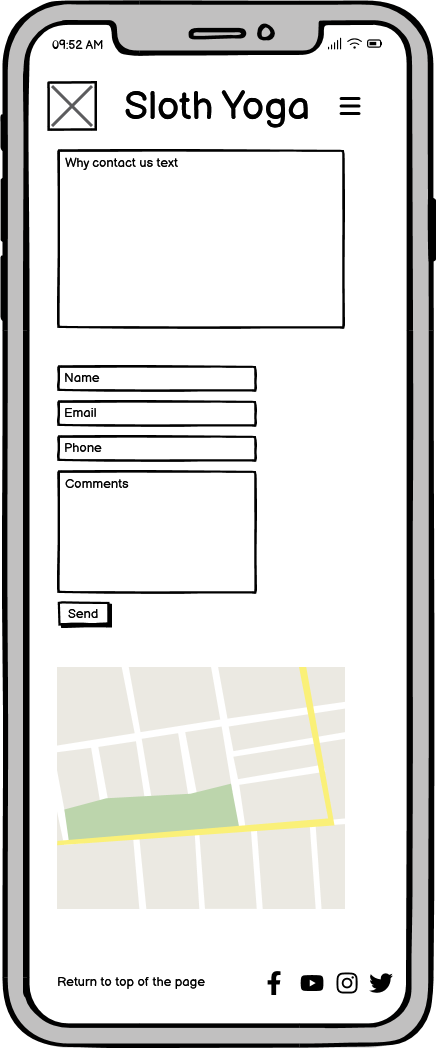 09:52 AM
Sloth Yoga
Why contact us text
Name
Email
Phone
Comments
Send
Return to top of the page